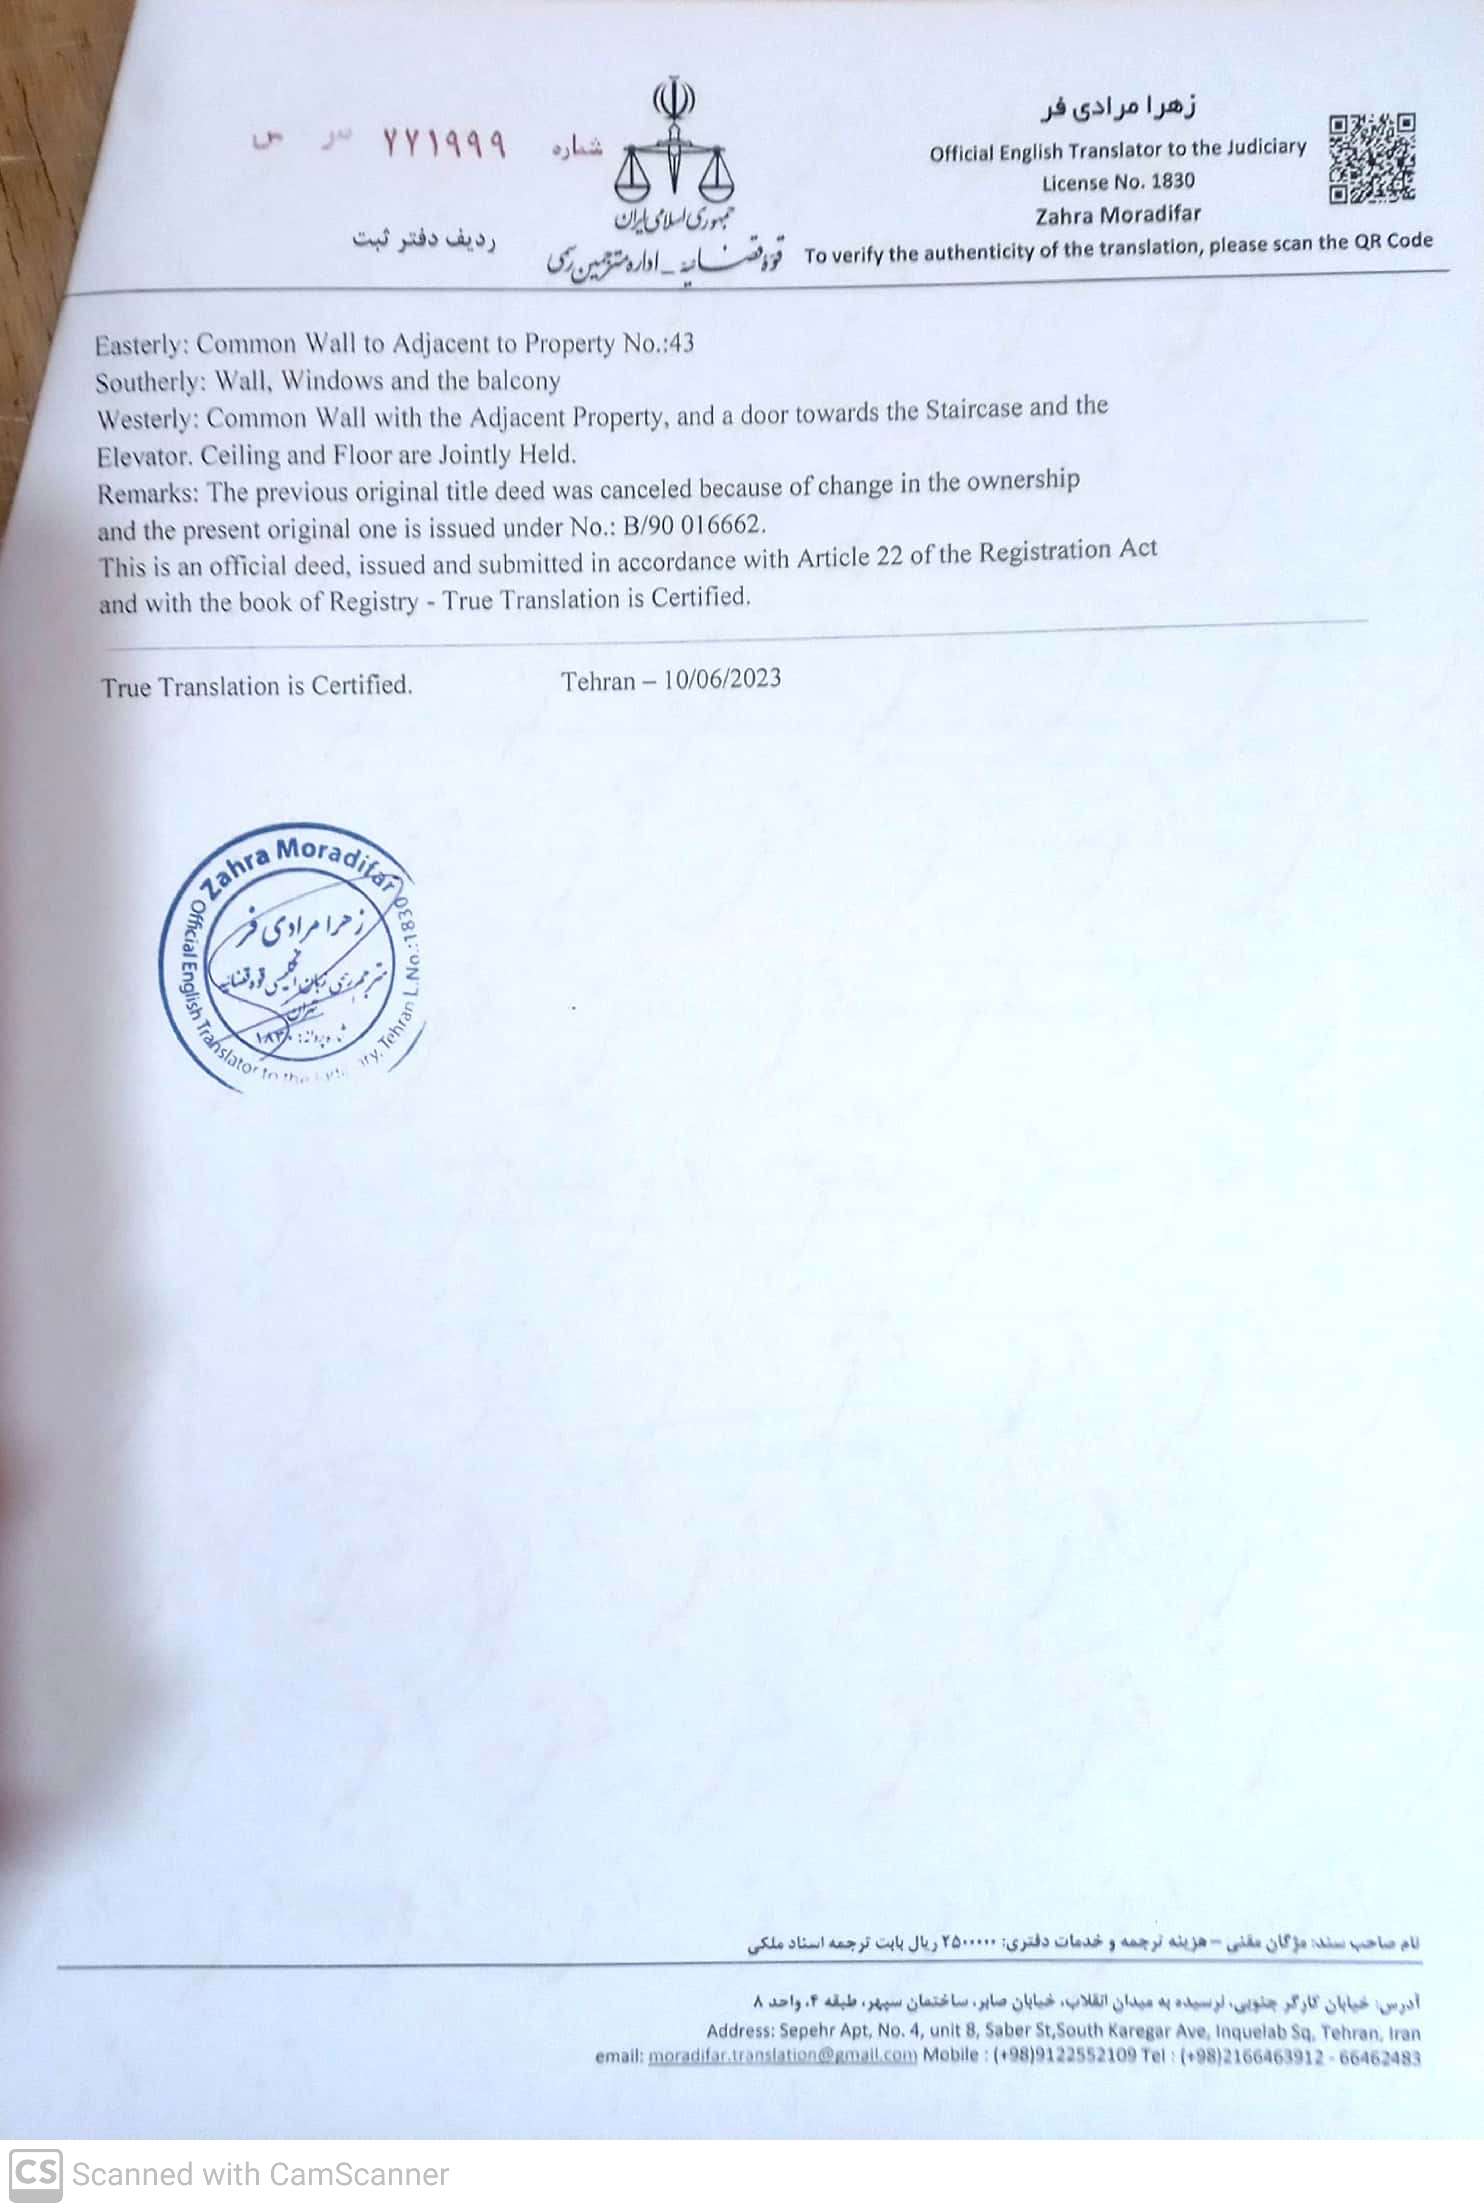 شماره ۷۷۱۹۹۹ سر س
ردیف دفتر ثبت
جمهوری اسلامی ایران
قوه قضائیه - اداره مترجمین رسمی
زهرا مرادی فر
Official English Translator to the Judiciary
License No. 1830
Zahra Moradifar
To verify the authenticity of the translation, please scan the QR Code
Easterly: Common Wall to Adjacent to Property No.:43
Southerly: Wall, Windows and the balcony
Westerly: Common Wall with the Adjacent Property, and a door towards the Staircase and the
Elevator. Ceiling and Floor are Jointly Held.
Remarks: The previous original title deed was canceled because of change in the ownership
and the present original one is issued under No.: B/90 016662.
This is an official deed, issued and submitted in accordance with Article 22 of the Registration Act
and with the book of Registry - True Translation is Certified.
True Translation is Certified. Tehran – 10/06/2023
Zahra Moradifar
Official English Translator to the Tehran L.No.:1830
زهرا مرادی فر
مترجم رسمی زبان انگلیسی قوه قضائیه
تهران
۱۸۳۰
نام صاحب سند: مژگان مقنی – هزینه ترجمه و خدمات دفتری: ۲۵۰۰۰۰۰ ریال بابت ترجمه اسناد ملکی
آدرس: خیابان کارگر جنوبی، نرسیده به میدان انقلاب، خیابان صابر، ساختمان سپهر، طبقه ۴، واحد ۸
Address: Sepehr Apt, No. 4, unit 8, Saber St,South Karegar Ave, Inquelab Sq, Tehran, Iran
email: moradifar.translation@gmail.com Mobile : (+98)9122552109 Tel : (+98)2166463912 - 66462483
CS Scanned with CamScanner